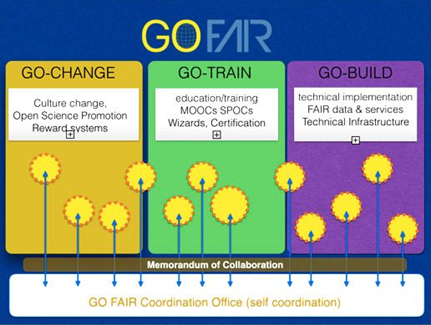 GO FAIR
GO-CHANGE
Culture change,
Open Science Promotion
Reward systems
GO-TRAIN
education/training
MOOCs SPOCs
Wizards, Certification
GO-BUILD
technical implementation
FAIR data & services
Technical Infrastructure
Memorandum of Collaboration
GO FAIR Coordination Office (self coordination)